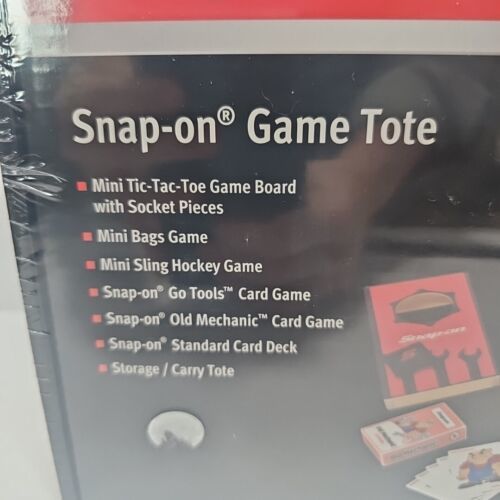 Snap-on® Game Tote
▪ Mini Tic-Tac-Toe Game Board
with Socket Pieces
▪ Mini Bags Game
▪ Mini Sling Hockey Game
▪ Snap-on® Go Tools™ Card Game
▪ Snap-on® Old Mechanic™ Card Game
▪ Snap-on® Standard Card Deck
▪ Storage / Carry Tote
Snap-on